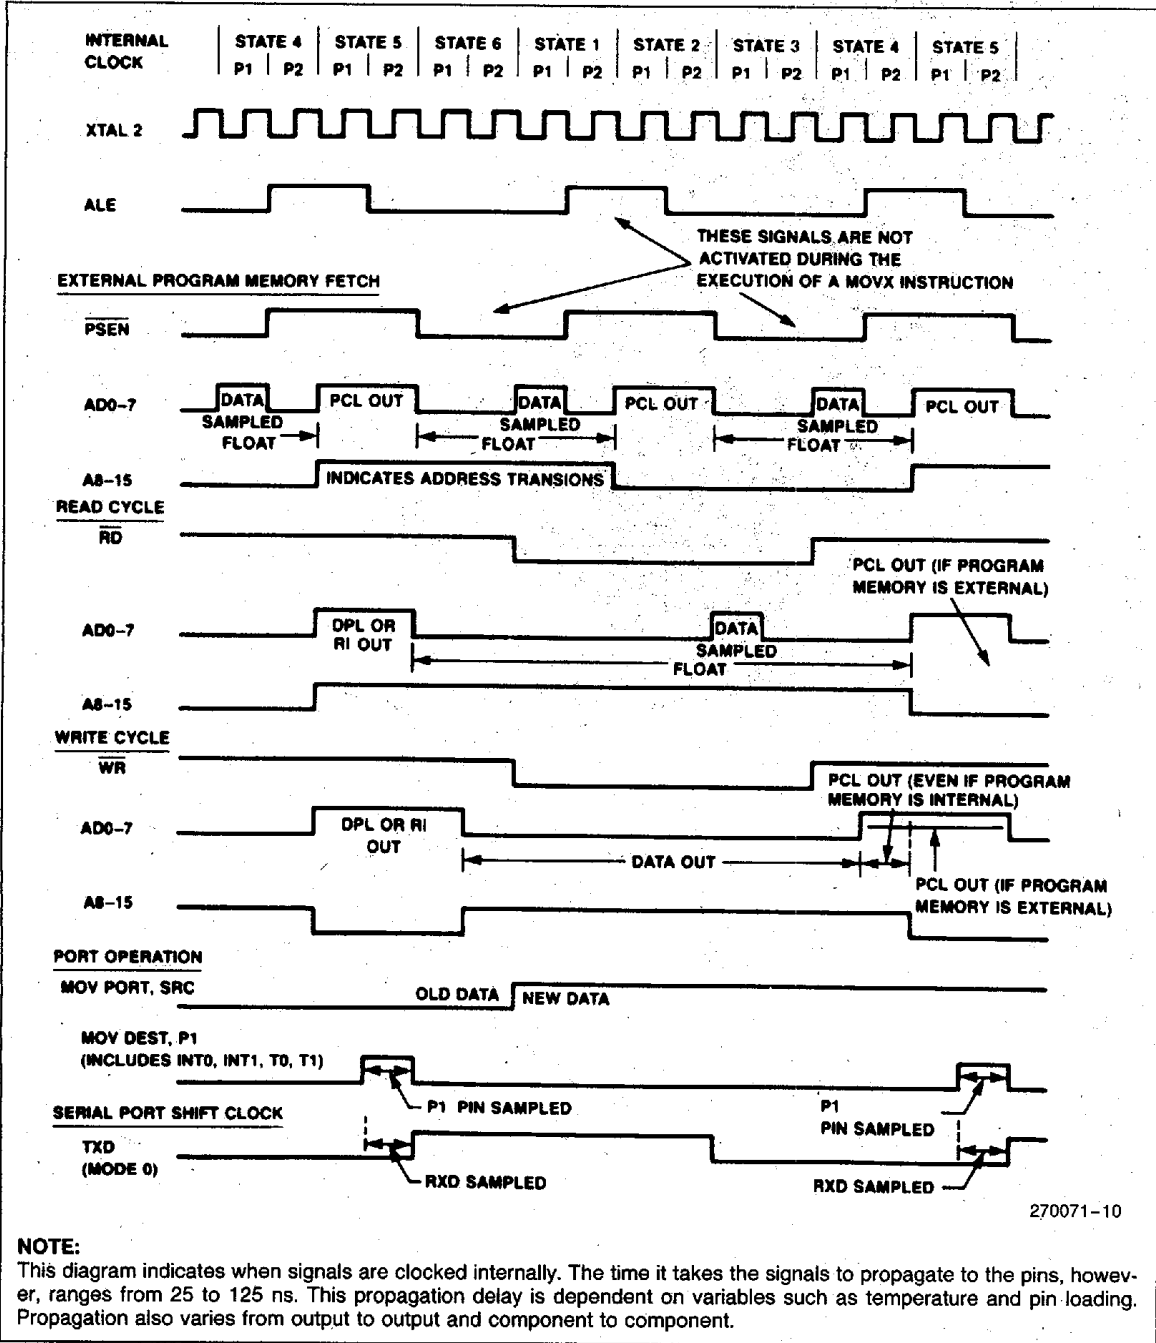 INTERNAL CLOCK
STATE 4 STATE 5 STATE 6 STATE 1 STATE 2 STATE 3 STATE 4 STATE 5
P1 P2 P1 P2 P1 P2 P1 P2 P1 P2 P1 P2 P1 P2 P1 P2
XTAL 2
ALE
THESE SIGNALS ARE NOT
ACTIVATED DURING THE
EXECUTION OF A MOVX INSTRUCTION
EXTERNAL PROGRAM MEMORY FETCH
PSEN
AD0-7
DATA PCL OUT DATA PCL OUT DATA PCL OUT
SAMPLED SAMPLED SAMPLED
FLOAT FLOAT FLOAT
A8-15
INDICATES ADDRESS TRANSIONS
READ CYCLE
RD
PCL OUT (IF PROGRAM
MEMORY IS EXTERNAL)
AD0-7
DPL OR
RI OUT
DATA
SAMPLED
FLOAT
A8-15
WRITE CYCLE
WR
PCL OUT (EVEN IF PROGRAM
MEMORY IS INTERNAL)
AD0-7
DPL OR RI
OUT
DATA OUT
PCL OUT (IF PROGRAM
MEMORY IS EXTERNAL)
A8-15
PORT OPERATION
MOV PORT, SRC
OLD DATA NEW DATA
MOV DEST, P1
(INCLUDES INT0, INT1, T0, T1)
P1 PIN SAMPLED
P1
PIN SAMPLED
SERIAL PORT SHIFT CLOCK
TXD
(MODE 0)
RXD SAMPLED
RXD SAMPLED
270071-10
NOTE:
This diagram indicates when signals are clocked internally. The time it takes the signals to propagate to the pins, howev-
er, ranges from 25 to 125 ns. This propagation delay is dependent on variables such as temperature and pin loading.
Propagation also varies from output to output and component to component.